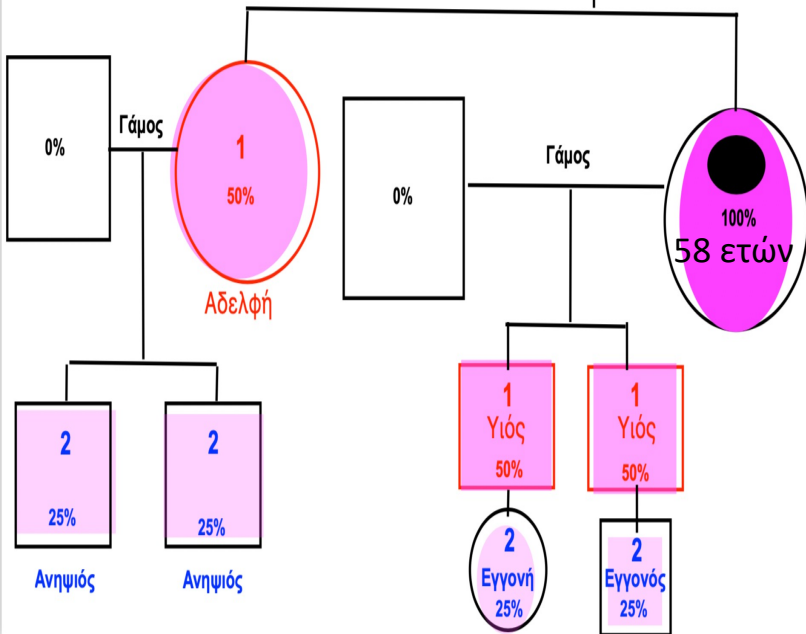 0%
Γάμος
1
50%
Αδελφή
0%
Γάμος
100%
58 ετών
2
25%
Ανηψιός
2
25%
Ανηψιός
1
Υιός
50%
1
Υιός
50%
2
Εγγονή
25%
2
Εγγονός
25%